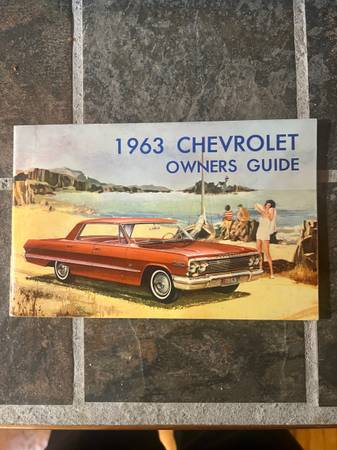 1963 CHEVROLET
OWNERS GUIDE